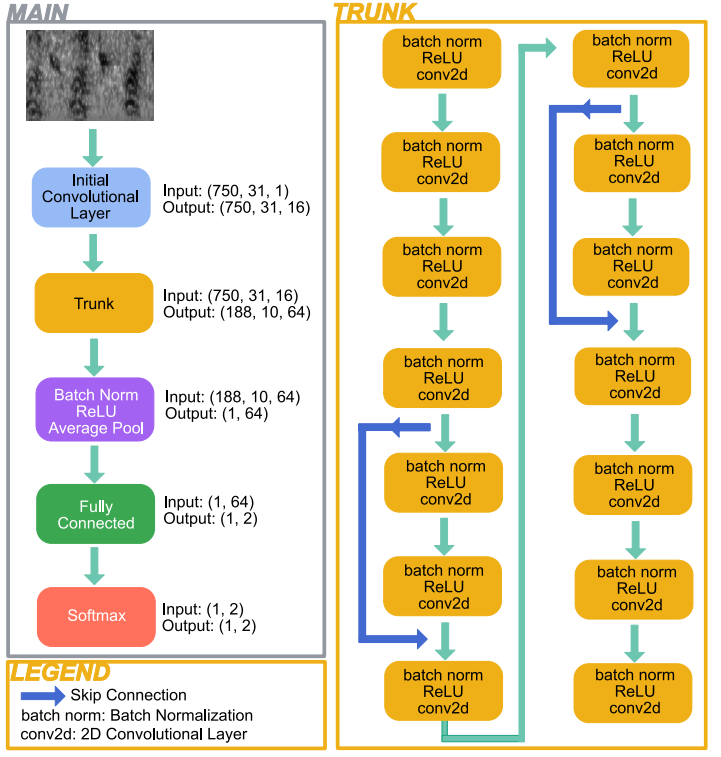 MAIN
Initial
Convolutional
Layer
Input: (750, 31, 1)
Output: (750, 31, 16)
Trunk
Input: (750, 31, 16)
Output: (188, 10, 64)
Batch Norm
ReLU
Average Pool
Input: (188, 10, 64)
Output: (1, 64)
Fully
Connected
Input: (1, 64)
Output: (1, 2)
Softmax
Input: (1, 2)
Output: (1, 2)
LEGEND
Skip Connection
batch norm: Batch Normalization
conv2d: 2D Convolutional Layer
TRUNK
batch norm
ReLU
conv2d
batch norm
ReLU
conv2d
batch norm
ReLU
conv2d
batch norm
ReLU
conv2d
batch norm
ReLU
conv2d
batch norm
ReLU
conv2d
batch norm
ReLU
conv2d
batch norm
ReLU
conv2d
batch norm
ReLU
conv2d
batch norm
ReLU
conv2d
batch norm
ReLU
conv2d
batch norm
ReLU
conv2d
batch norm
ReLU
conv2d
batch norm
ReLU
conv2d